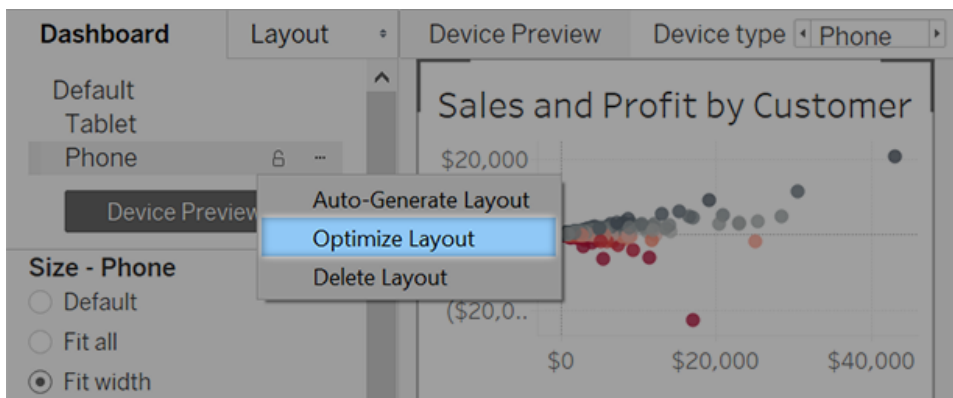 Dashboard
Layout
Device Preview
Device type
Phone
Default
Tablet
Phone
Device Preview
Auto-Generate Layout
Optimize Layout
Delete Layout
Size - Phone
Default
Fit all
Fit width
Sales and Profit by Customer
$20,000
($20,0..
$0
$20,000
$40,000